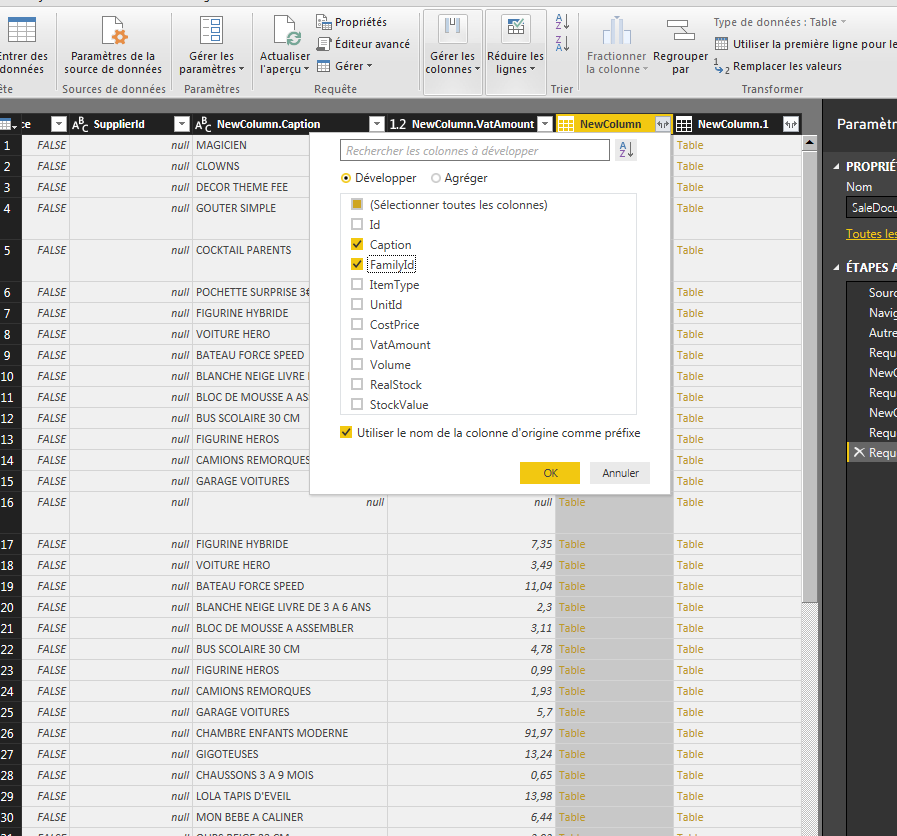 Entrer des données
Paramètres de la source de données
Sources de données
Gérer les paramètres
Paramètres
Actualiser l'aperçu
Propriétés
Éditeur avancé
Gérer
Requête
Gérer les colonnes
Réduire les lignes
Trier
Fractionner la colonne
Regrouper par
Type de données : Table
Utiliser la première ligne pour le
Remplacer les valeurs
Transformer
ce SupplierId NewColumn.Caption 1.2 NewColumn.VatAmount NewColumn NewColumn.1
1 FALSE null MAGICIEN Table
2 FALSE null CLOWNS Table
3 FALSE null DECOR THEME FEE Table
4 FALSE null GOUTER SIMPLE Table
5 FALSE null COCKTAIL PARENTS Table
6 FALSE null POCHETTE SURPRISE 3€ Table
7 FALSE null FIGURINE HYBRIDE Table
8 FALSE null VOITURE HERO Table
9 FALSE null BATEAU FORCE SPEED Table
10 FALSE null BLANCHE NEIGE LIVRE Table
11 FALSE null BLOC DE MOUSSE A AS Table
12 FALSE null BUS SCOLAIRE 30 CM Table
13 FALSE null FIGURINE HEROS Table
14 FALSE null CAMIONS REMORQUES Table
15 FALSE null GARAGE VOITURES Table
16 FALSE null null null Table Table
17 FALSE null FIGURINE HYBRIDE 7,35 Table Table
18 FALSE null VOITURE HERO 3,49 Table Table
19 FALSE null BATEAU FORCE SPEED 11,04 Table Table
20 FALSE null BLANCHE NEIGE LIVRE DE 3 A 6 ANS 2,3 Table Table
21 FALSE null BLOC DE MOUSSE A ASSEMBLER 3,11 Table Table
22 FALSE null BUS SCOLAIRE 30 CM 4,78 Table Table
23 FALSE null FIGURINE HEROS 0,99 Table Table
24 FALSE null CAMIONS REMORQUES 1,93 Table Table
25 FALSE null GARAGE VOITURES 5,7 Table Table
26 FALSE null CHAMBRE ENFANTS MODERNE 91,97 Table Table
27 FALSE null GIGOTEUSES 13,24 Table Table
28 FALSE null CHAUSSONS 3 A 9 MOIS 0,65 Table Table
29 FALSE null LOLA TAPIS D'EVEIL 13,98 Table Table
30 FALSE null MON BEBE A CALINER 6,44 Table Table
Rechercher les colonnes à développer
Développer Agréger
(Sélectionner toutes les colonnes)
Id
Caption
FamilyId
ItemType
UnitId
CostPrice
VatAmount
Volume
RealStock
StockValue
Utiliser le nom de la colonne d'origine comme préfixe
OK Annuler
Paramètr
PROPRIÉ
Nom
SaleDocu
Toutes les
ÉTAPES A
Sourc
Navig
Autre
Requ
NewC
Requ
NewC
Requ
Requ